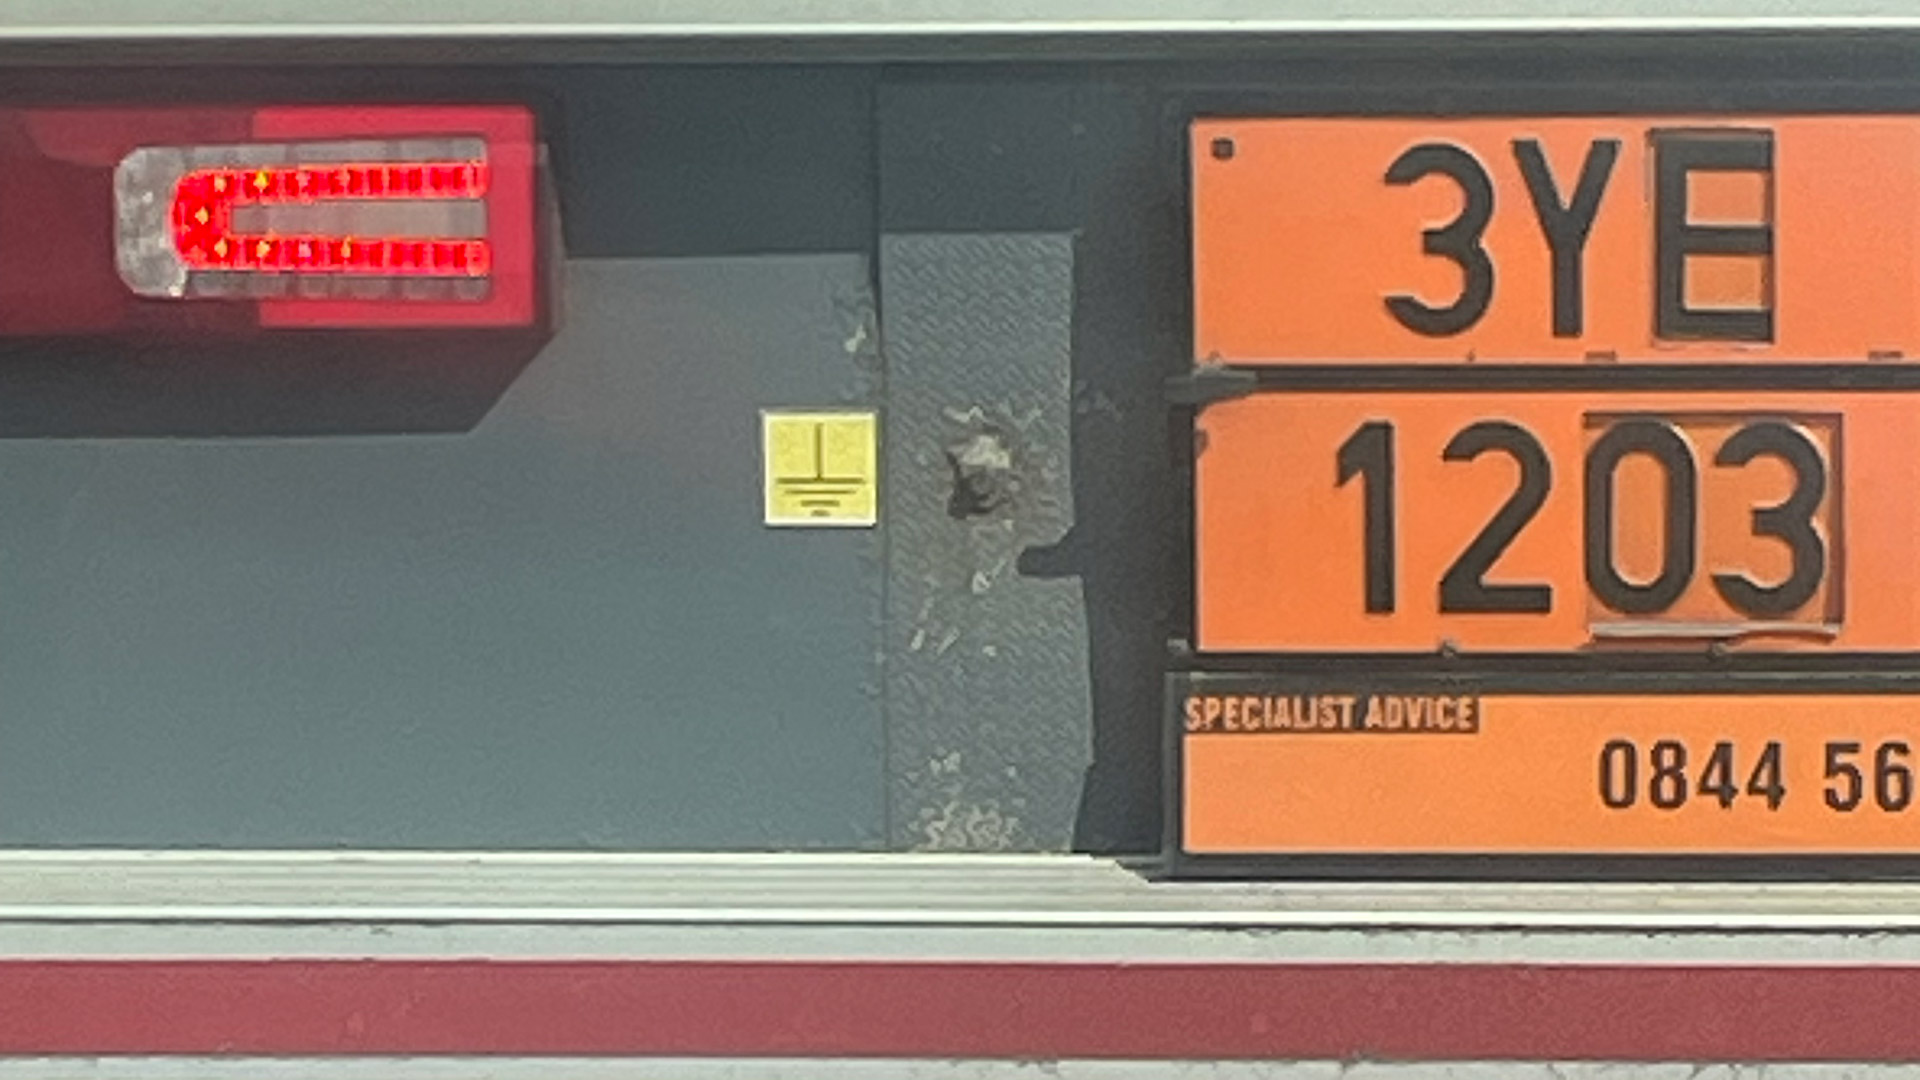 3YE
1203
SPECIALIST ADVICE
0844 56